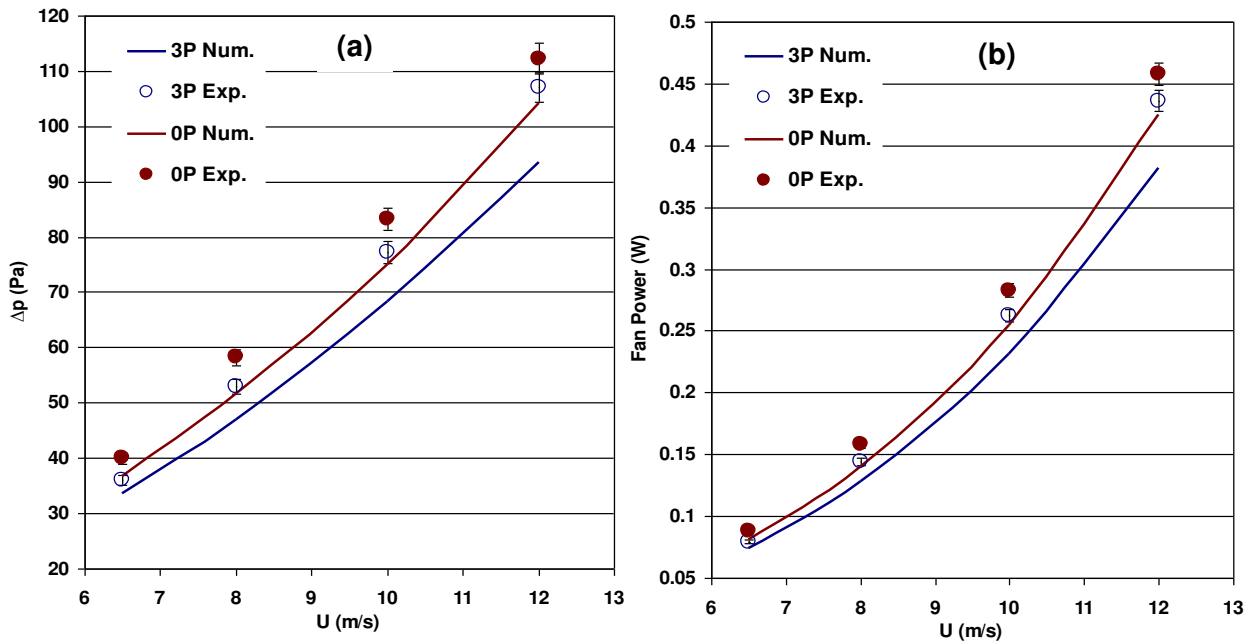 120
110
100
90
80
70
60
50
40
30
20
Δp (Pa)
(a)
3P Num.
3P Exp.
0P Num.
0P Exp.
6 7 8 9 10 11 12 13
U (m/s)
0.5
0.45
0.4
0.35
0.3
0.25
0.2
0.15
0.1
0.05
Fan Power (W)
(b)
3P Num.
3P Exp.
0P Num.
0P Exp.
6 7 8 9 10 11 12 13
U (m/s)